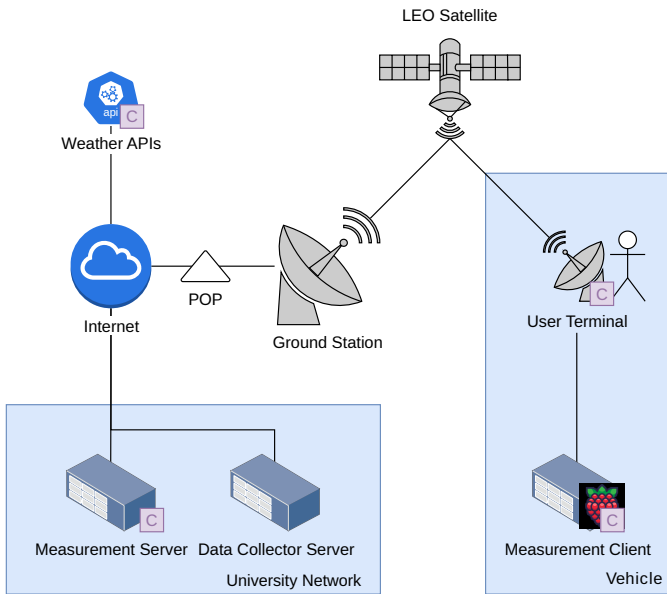 LEO Satellite
api
C
Weather APIs
Internet
POP
Ground Station
C
User Terminal
C
Measurement Server
Data Collector Server
University Network
C
Measurement Client
Vehicle